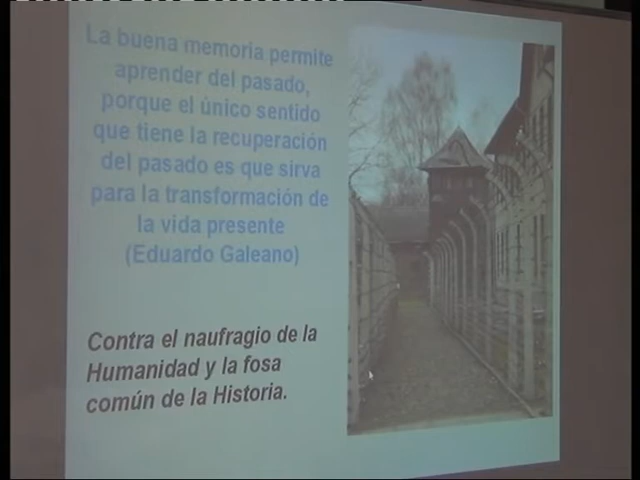 La buena memoria permite
aprender del pasado,
porque el único sentido
que tiene la recuperación
del pasado es que sirva
para la transformación de
la vida presente
(Eduardo Galeano)
Contra el naufragio de la
Humanidad y la fosa
común de la Historia.